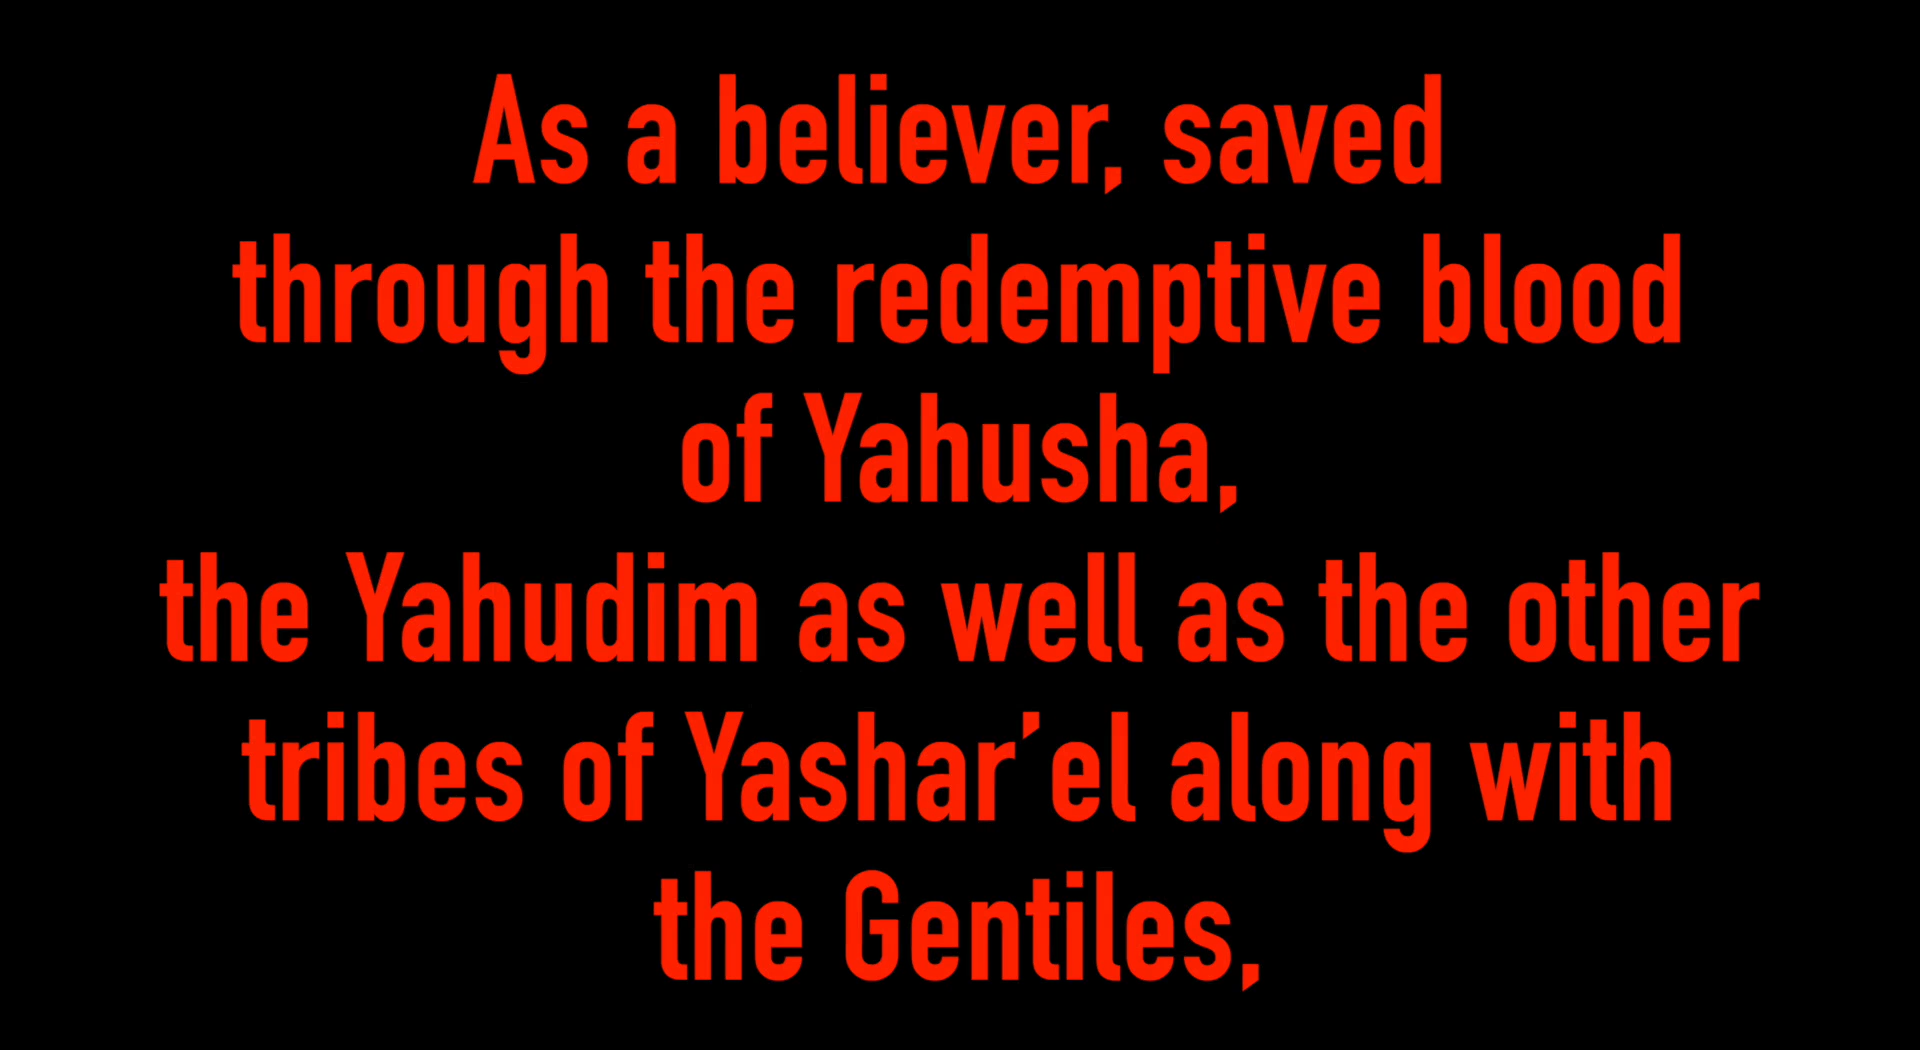 As a believer, saved
through the redemptive blood
of Yahusha,
the Yahudim as well as the other
tribes of Yashar’el along with
the Gentiles,